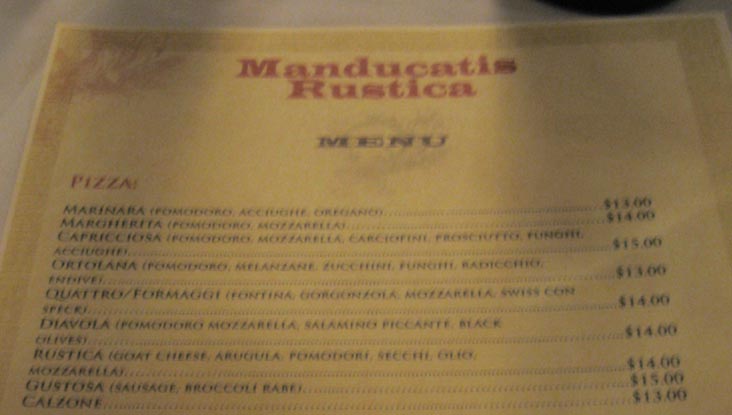 Manducatis
Rustica
MENU
PIZZA:
MARINARA (POMODORO, ACCIUGHE, OREGANO)......$13.00
MARGHERITA (POMODORO, MOZZARELLA)......$14.00
CAPRICCIOSA (POMODORO, MOZZARELLA, CARCIOFINI, PROSCIUTTO, FUNGHI,
ACCIUGHE)......$15.00
ORTOLANA (POMODORO, MELANZANE, ZUCCHINI, FUNGHI, RADICCHIO,
ENDIVE)......$13.00
QUATTRO/FORMAGGI (FONTINA, GORGONZOLA, MOZZARELLA, SWISS CON
SPECK)......$14.00
DIAVOLA (POMODORO MOZZARELLA, SALAMINO PICCANTE, BLACK
OLIVES)......$14.00
RUSTICA (GOAT CHEESE, ARUGULA, POMODORI, SECCHI, OLIO,
MOZZARELLA)......$14.00
GUSTOSA (SAUSAGE, BROCCOLI RABE)......$15.00
CALZONE......$13.00